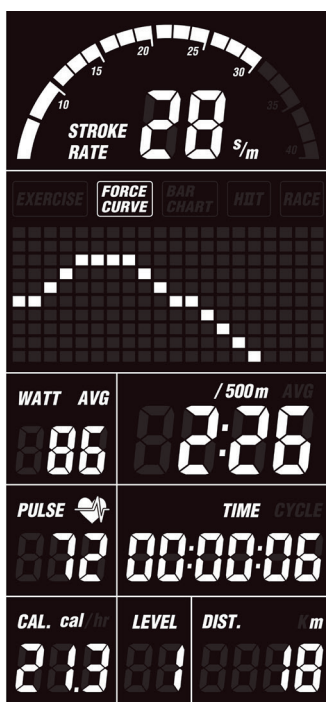 10 15 20 25 30 35 40
STROKE
RATE
28 s/m
EXERCISE FORCE CURVE BAR CHART HIIT RACE
WATT AVG
86
/500m AVG
2:26
PULSE
72
TIME CYCLE
00:00:06
CAL. cal/hr
21.3
LEVEL
1
DIST. Km
18